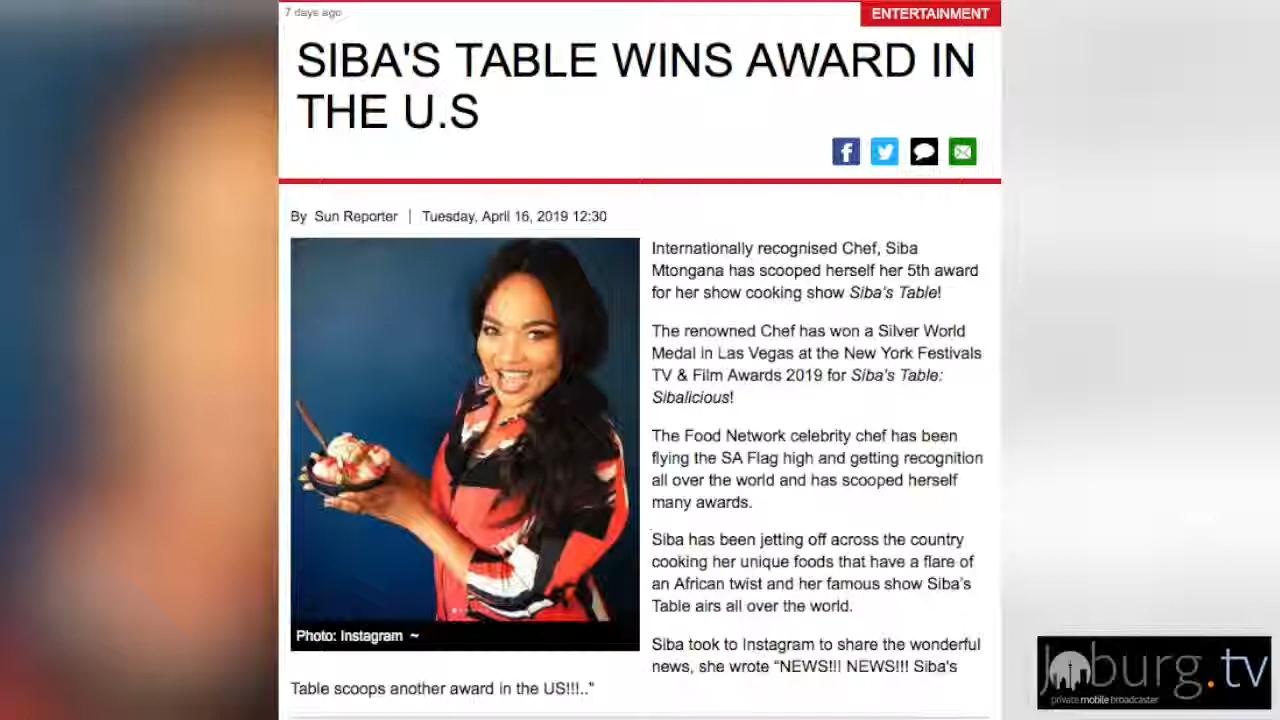 7 days ago
ENTERTAINMENT
SIBA'S TABLE WINS AWARD IN
THE U.S
By Sun Reporter | Tuesday, April 16, 2019 12:30
Internationally recognised Chef, Siba
Mtongana has scooped herself her 5th award
for her show cooking show Siba's Table!
The renowned Chef has won a Silver World
Medal in Las Vegas at the New York Festivals
TV & Film Awards 2019 for Siba's Table:
Sibalicious!
The Food Network celebrity chef has been
flying the SA Flag high and getting recognition
all over the world and has scooped herself
many awards.
Siba has been jetting off across the country
cooking her unique foods that have a flare of
an African twist and her famous show Siba's
Table airs all over the world.
Siba took to Instagram to share the wonderful
news, she wrote "NEWS!!! NEWS!!! Siba's
Table scoops another award in the US!!!.."
Photo: Instagram ~
Joburg.tv
private mobile broadcaster